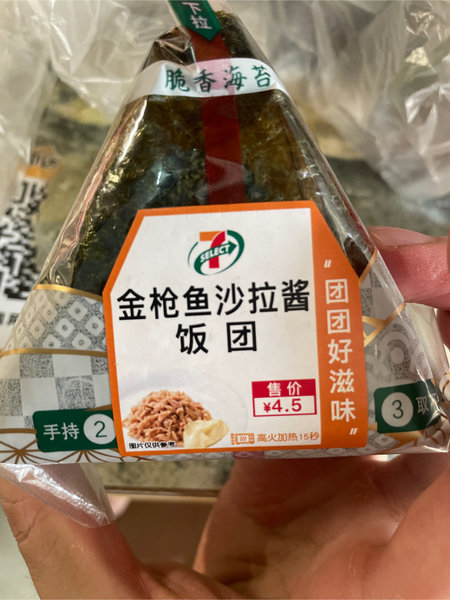 下拉
脆香海苔
7
SELECT
金枪鱼沙拉酱
饭团
“团团好滋味”
售价
¥4.5
图片仅供参考
高火加热15秒
手持 2
3 取